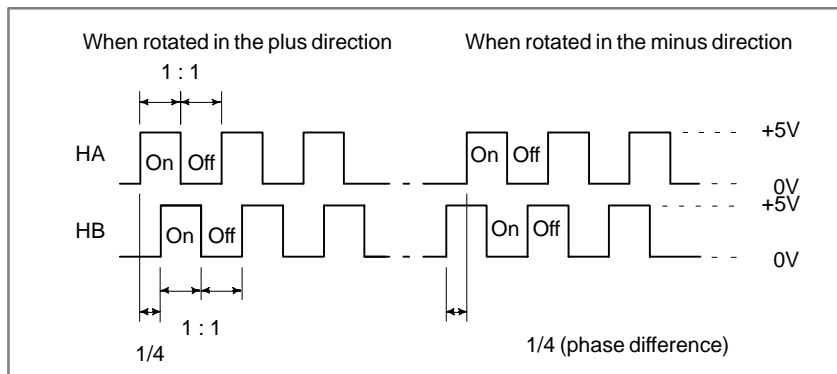 When rotated in the plus direction
When rotated in the minus direction
1 : 1
HA
On
Off
On
Off
+5V
0V
HB
On
Off
On
Off
+5V
0V
1 : 1
1/4
1/4 (phase difference)